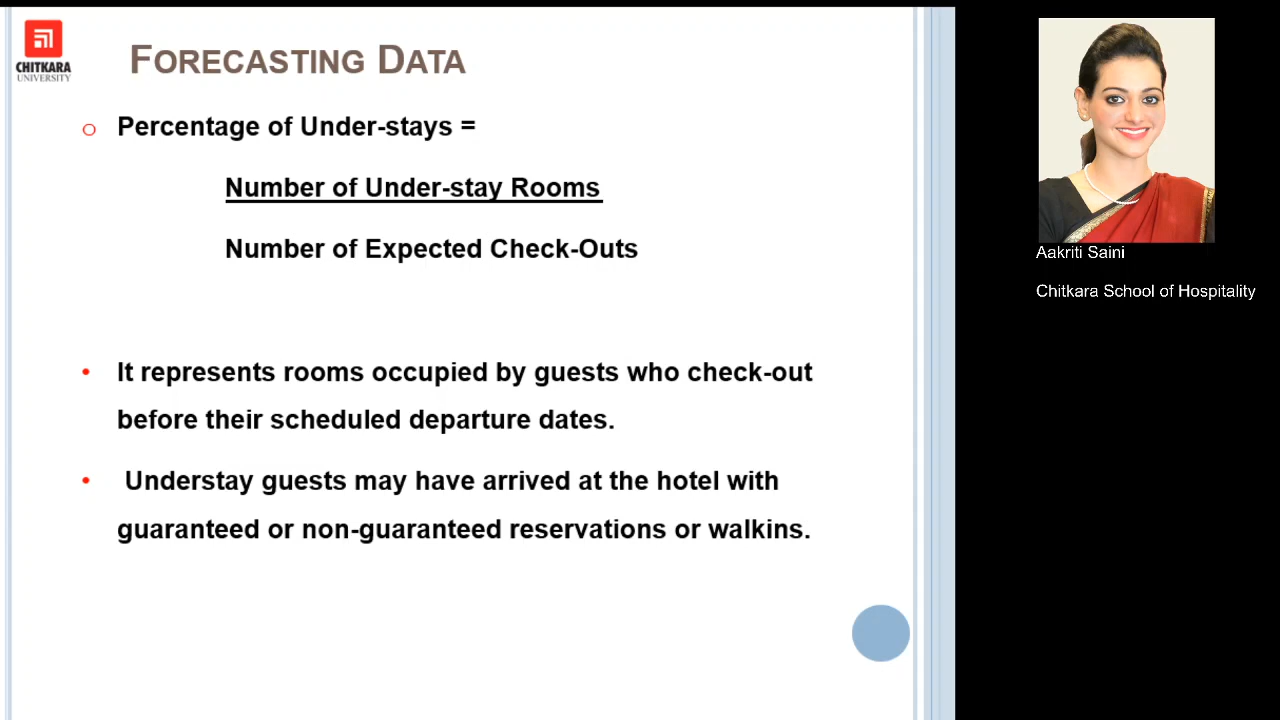 CHITKARA
UNIVERSITY
FORECASTING DATA
Percentage of Under-stays =
Number of Under-stay Rooms
Number of Expected Check-Outs
It represents rooms occupied by guests who check-out
before their scheduled departure dates.
Understay guests may have arrived at the hotel with
guaranteed or non-guaranteed reservations or walkins.
Aakriti Saini
Chitkara School of Hospitality